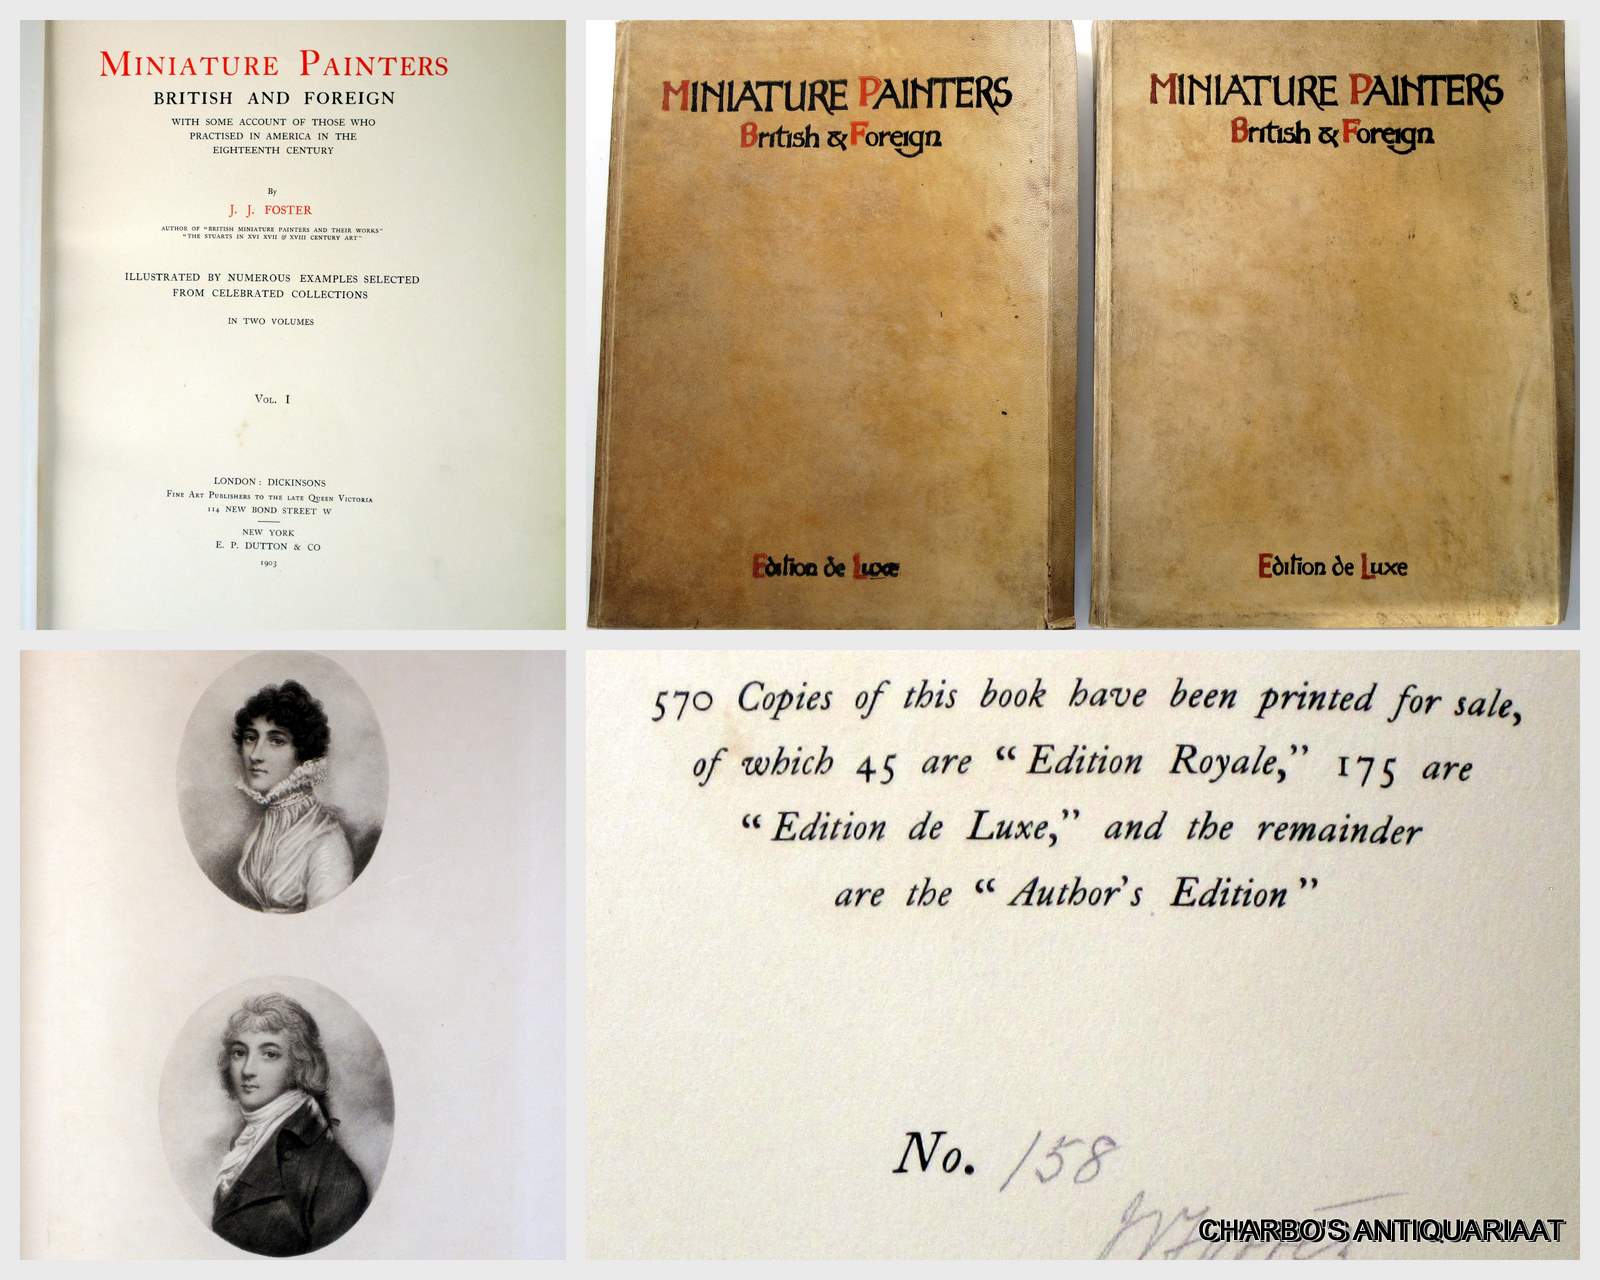 MINIATURE PAINTERS
BRITISH AND FOREIGN
WITH SOME ACCOUNT OF THOSE WHO
PRACTISED IN AMERICA IN THE
EIGHTEENTH CENTURY
By
J. J. FOSTER
AUTHOR OF "BRITISH MINIATURE PAINTERS AND THEIR WORKS"
"THE STUARTS IN XVI XVII & XVIII CENTURY ART"
ILLUSTRATED BY NUMEROUS EXAMPLES SELECTED
FROM CELEBRATED COLLECTIONS
IN TWO VOLUMES
VOL. I
LONDON: DICKINSONS
FINE ART PUBLISHERS TO THE LATE QUEEN VICTORIA
114 NEW BOND STREET W
NEW YORK
E. P. DUTTON & CO
1903
MINIATURE PAINTERS
British & Foreign
Edition de Luxe
MINIATURE PAINTERS
British & Foreign
Edition de Luxe
570 Copies of this book have been printed for sale,
of which 45 are "Edition Royale," 175 are
"Edition de Luxe," and the remainder
are the "Author's Edition"
No. 158
CHARBO'S ANTIQUARIAAT